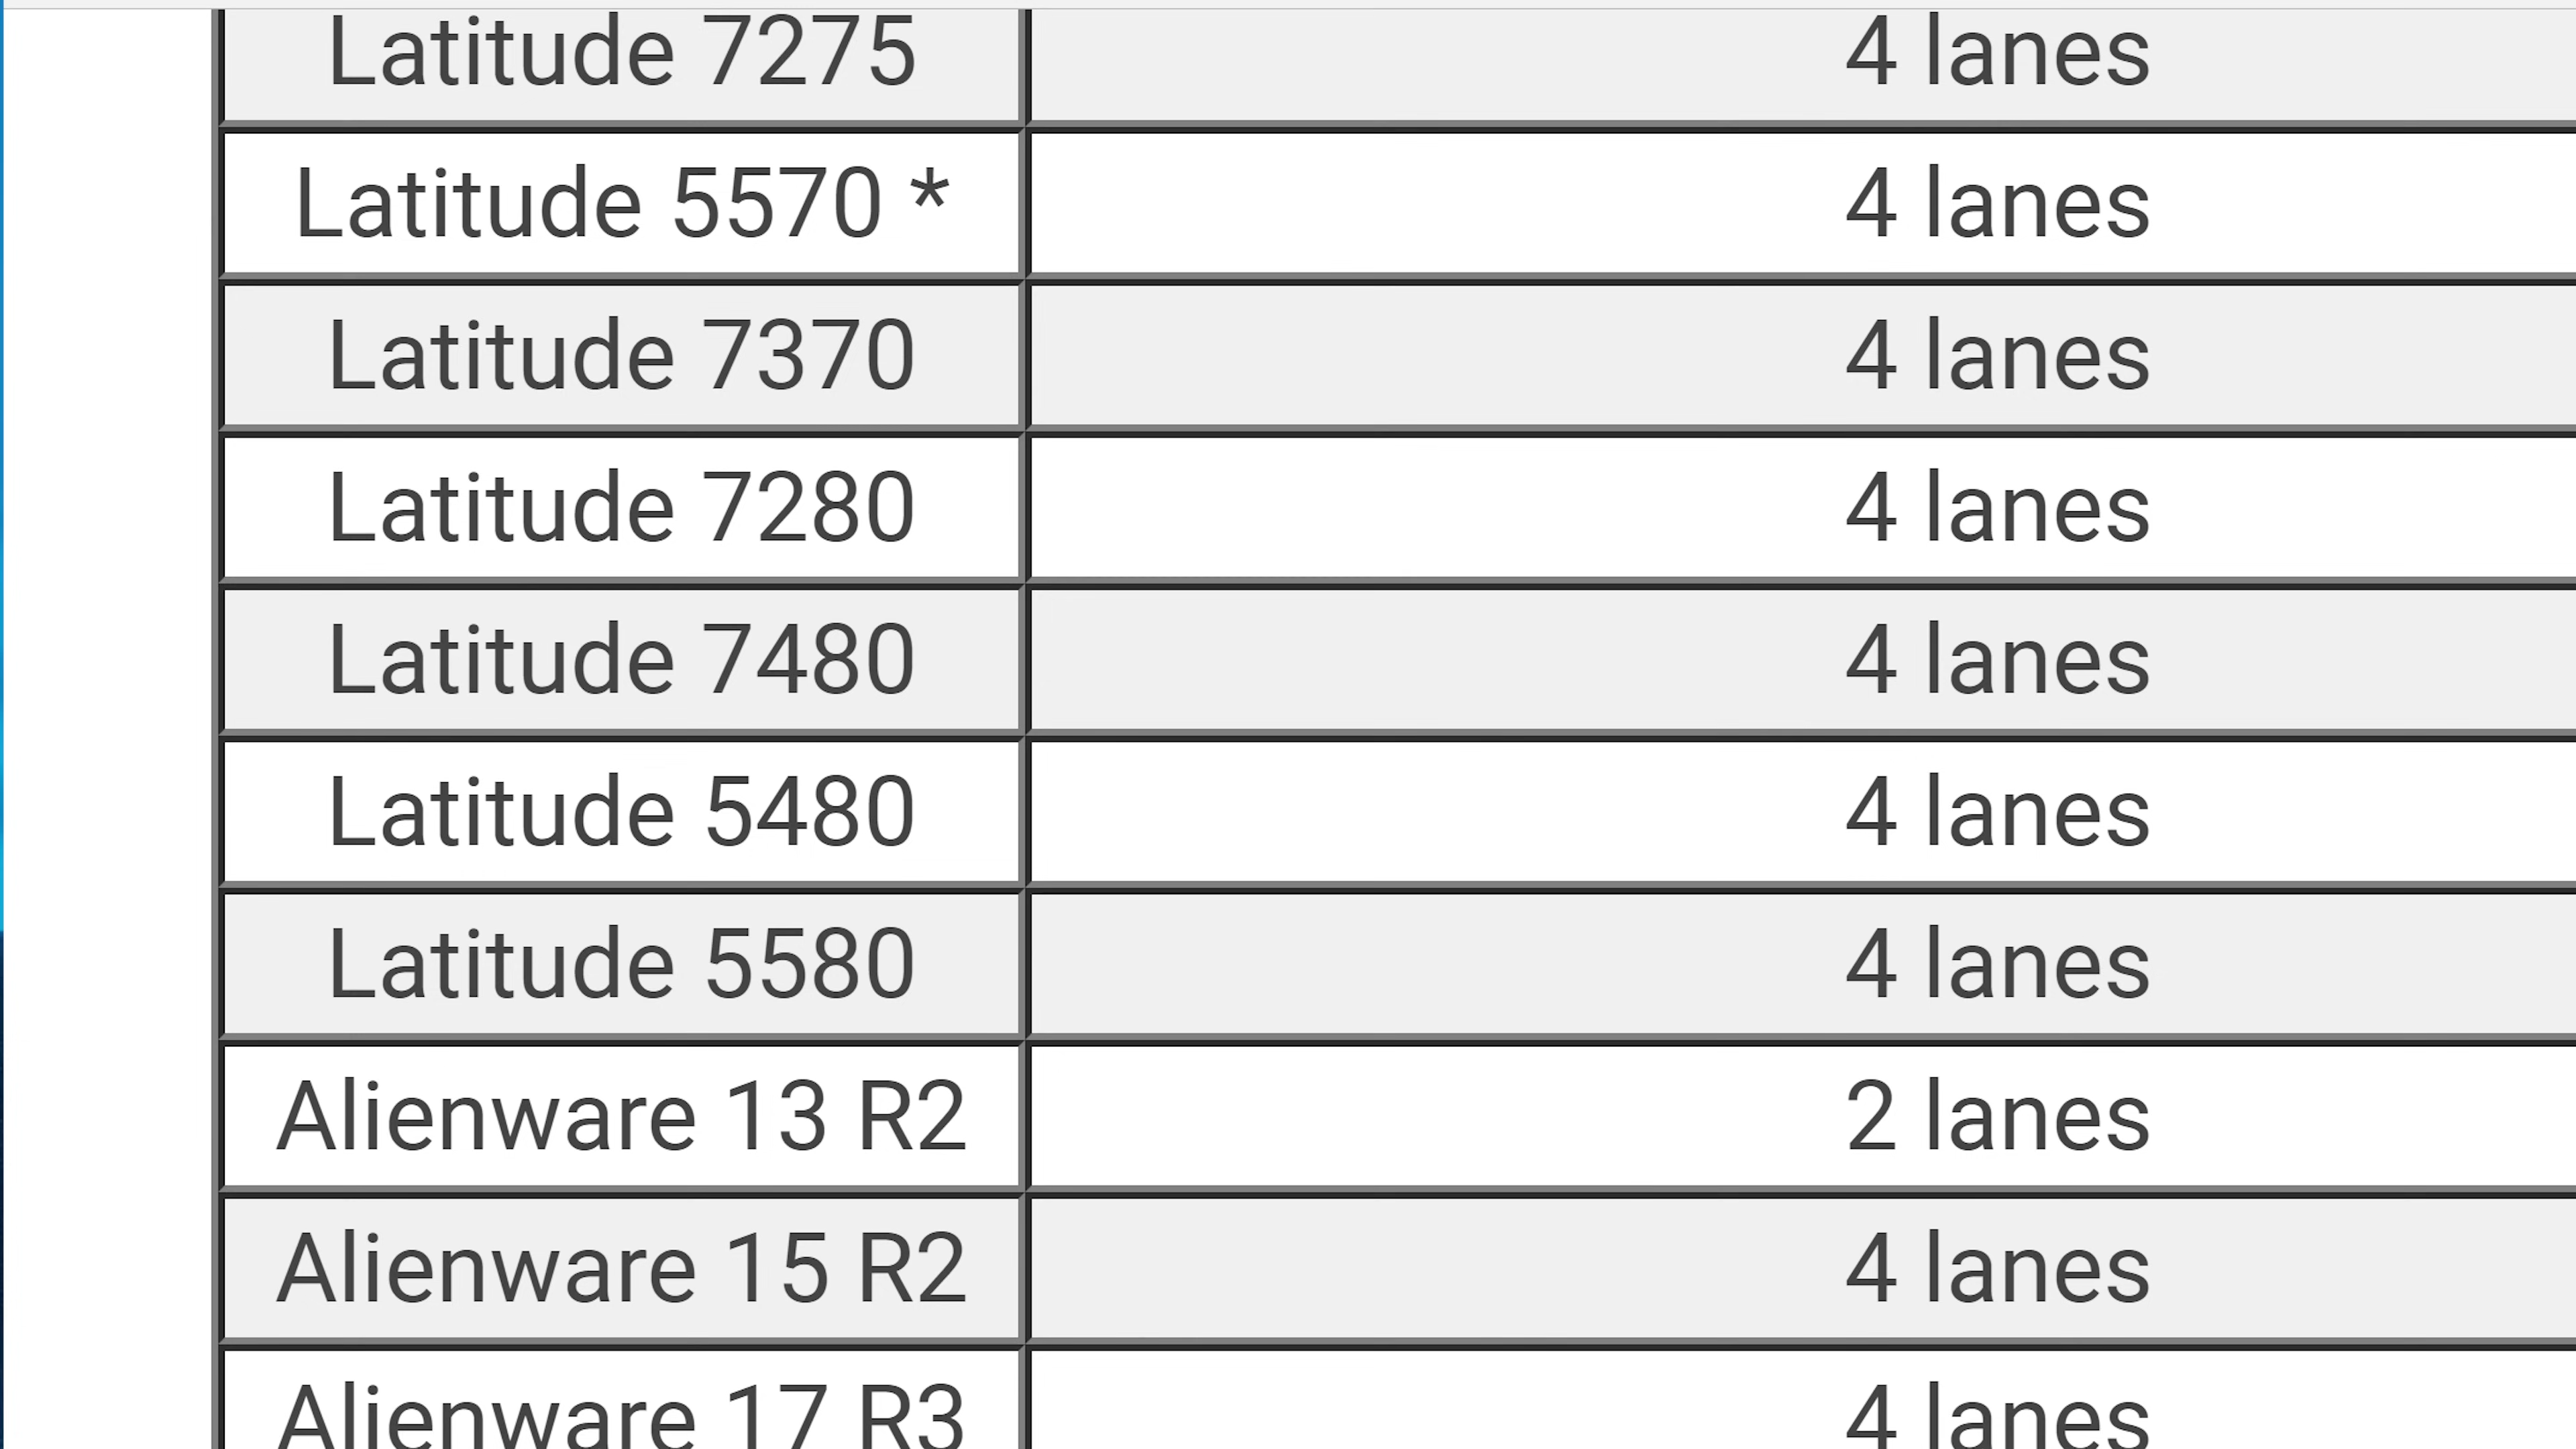 Latitude 7275 4 lanes
Latitude 5570 * 4 lanes
Latitude 7370 4 lanes
Latitude 7280 4 lanes
Latitude 7480 4 lanes
Latitude 5480 4 lanes
Latitude 5580 4 lanes
Alienware 13 R2 2 lanes
Alienware 15 R2 4 lanes
Alienware 17 R3 4 lanes